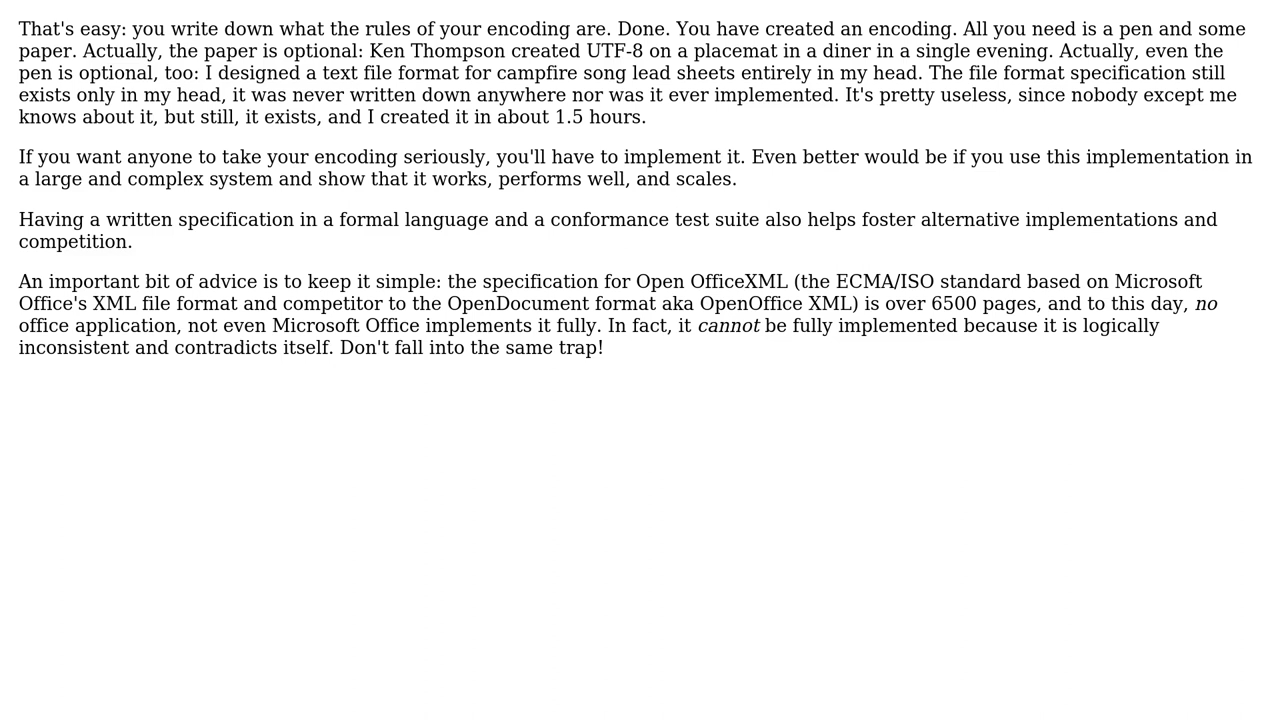 That's easy: you write down what the rules of your encoding are. Done. You have created an encoding. All you need is a pen and some
paper. Actually, the paper is optional: Ken Thompson created UTF-8 on a placemat in a diner in a single evening. Actually, even the
pen is optional, too: I designed a text file format for campfire song lead sheets entirely in my head. The file format specification still
exists only in my head, it was never written down anywhere nor was it ever implemented. It's pretty useless, since nobody except me
knows about it, but still, it exists, and I created it in about 1.5 hours.
If you want anyone to take your encoding seriously, you'll have to implement it. Even better would be if you use this implementation in
a large and complex system and show that it works, performs well, and scales.
Having a written specification in a formal language and a conformance test suite also helps foster alternative implementations and
competition.
An important bit of advice is to keep it simple: the specification for Open OfficeXML (the ECMA/ISO standard based on Microsoft
Office's XML file format and competitor to the OpenDocument format aka OpenOffice XML) is over 6500 pages, and to this day, no
office application, not even Microsoft Office implements it fully. In fact, it cannot be fully implemented because it is logically
inconsistent and contradicts itself. Don't fall into the same trap!